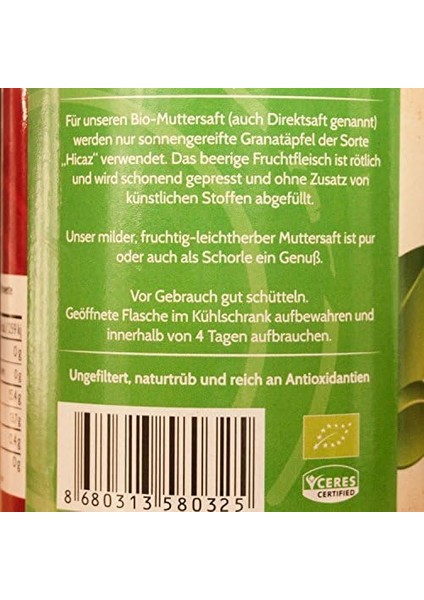 Für unseren Bio-Muttersaft (auch Direktsaft genannt)
werden nur sonnengereifte Granatäpfel der Sorte
„Hicaz" verwendet. Das beerige Fruchtfleisch ist rötlich
und wird schonend gepresst und ohne Zusatz von
künstlichen Stoffen abgefüllt.
Unser milder, fruchtig-leichtherber Muttersaft ist pur
oder auch als Schorle ein Genuß.
Vor Gebrauch gut schütteln.
Geöffnete Flasche im Kühlschrank aufbewahren und
innerhalb von 4 Tagen aufbrauchen.
Ungefiltert, naturtrüb und reich an Antioxidantien
0 g
0 g
0 g
8 680313 580325
CERES
CERTIFIED